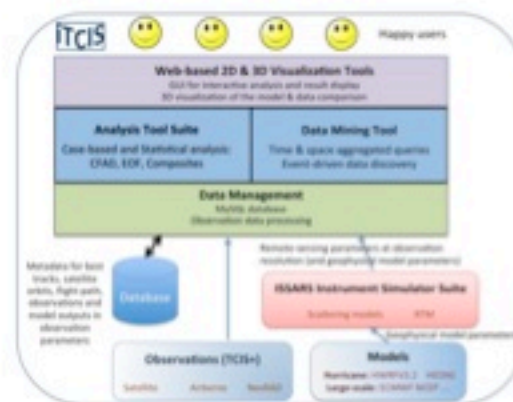 iTCIS
Happy users
Web-based 2D & 3D Visualization Tools
GUI for interactive analysis and result display
3D visualization of the model & data comparison
Analysis Tool Suite
Case-based and Statistical analysis:
CFAD, EOF, Composites
Data Mining Tool
Time & space aggregated queries
Event-driven data discovery
Data Management
MySQL database
Observation data processing
Metadata for best
tracks, satellite
orbits, flight path,
observations and
model outputs in
observation
parameters
Database
Remote sensing parameters at observation
resolution (and geophysical model parameters)
ISSARS Instrument Simulator Suite
Scattering models RTM
Geophysical model parameters
Observations (TCIS+)
Satellite Airborne
Models
Hurricane:
Large-scale: ECMWF